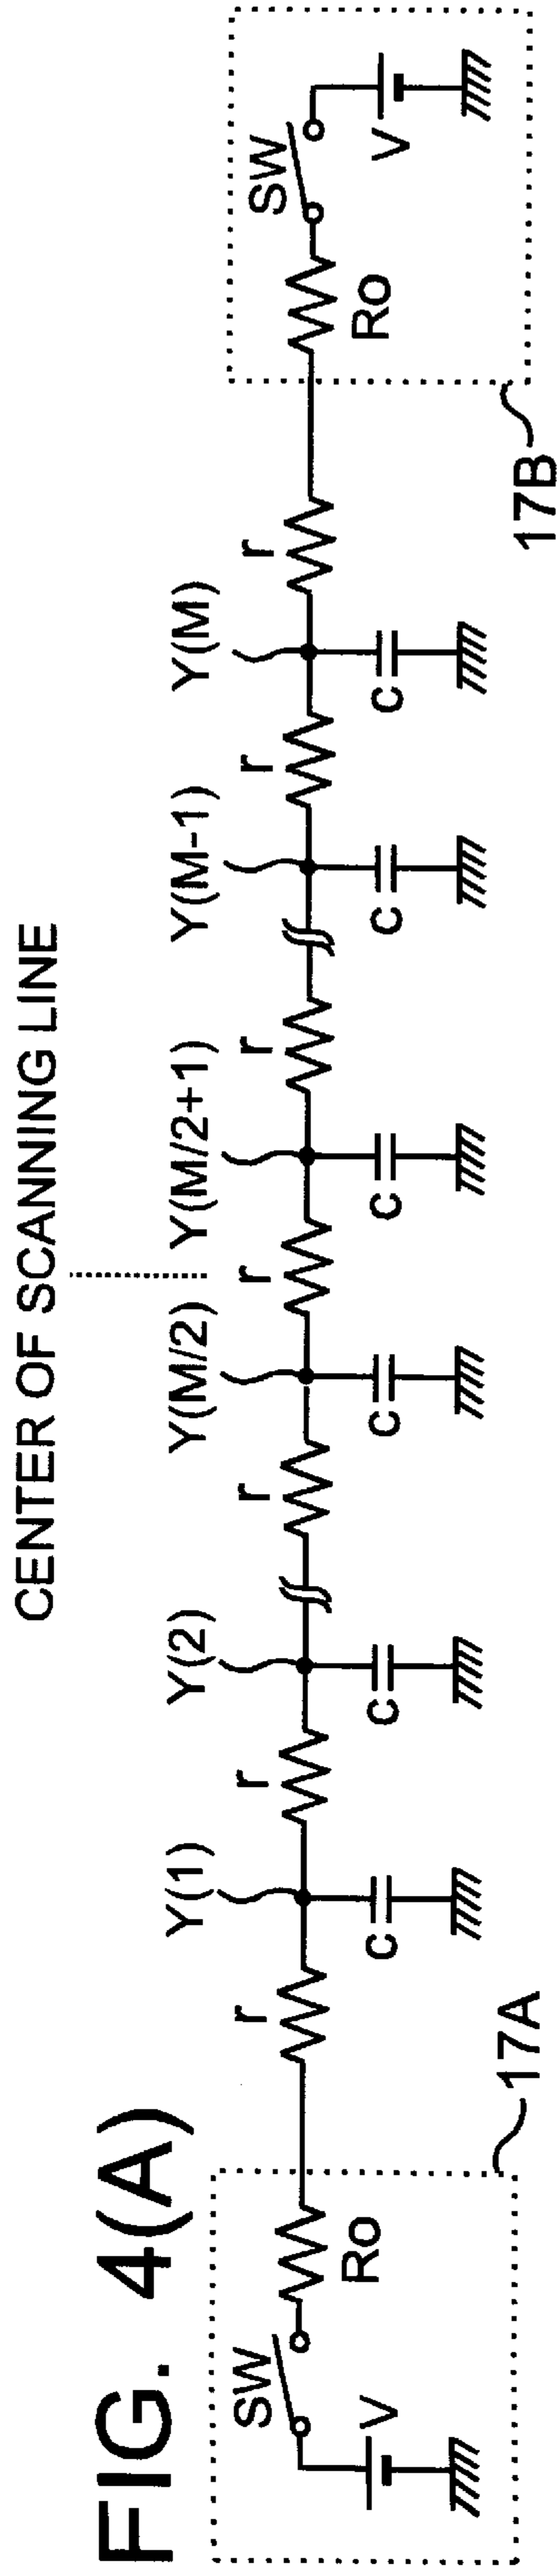 FIG. 4(A)
CENTER OF SCANNING LINE
Y(1)
Y(2)
Y(M/2)
Y(M/2+1)
Y(M-1)
Y(M)
SW
r
r
r
r
r
r
r
SW
V
Ro
C
C
C
C
C
C
Ro
V
17A
17B